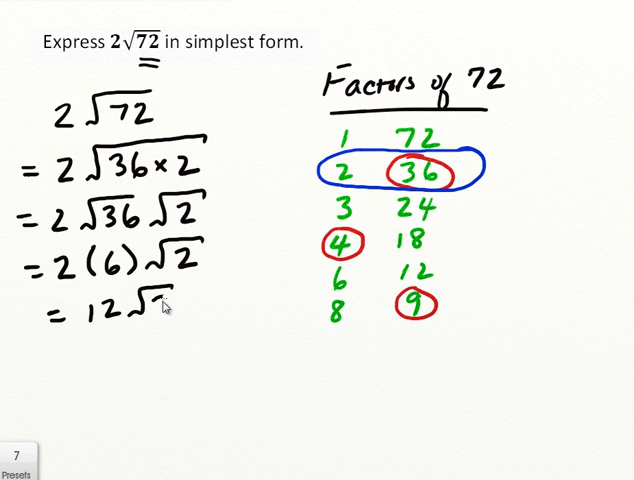 Express 2√72 in simplest form.
2 √72
= 2 √36 × 2
= 2 √36 √2
= 2 (6) √2
= 12 √
Factors of 72
1 72
2 36
3 24
4 18
6 12
8 9
7
Presets